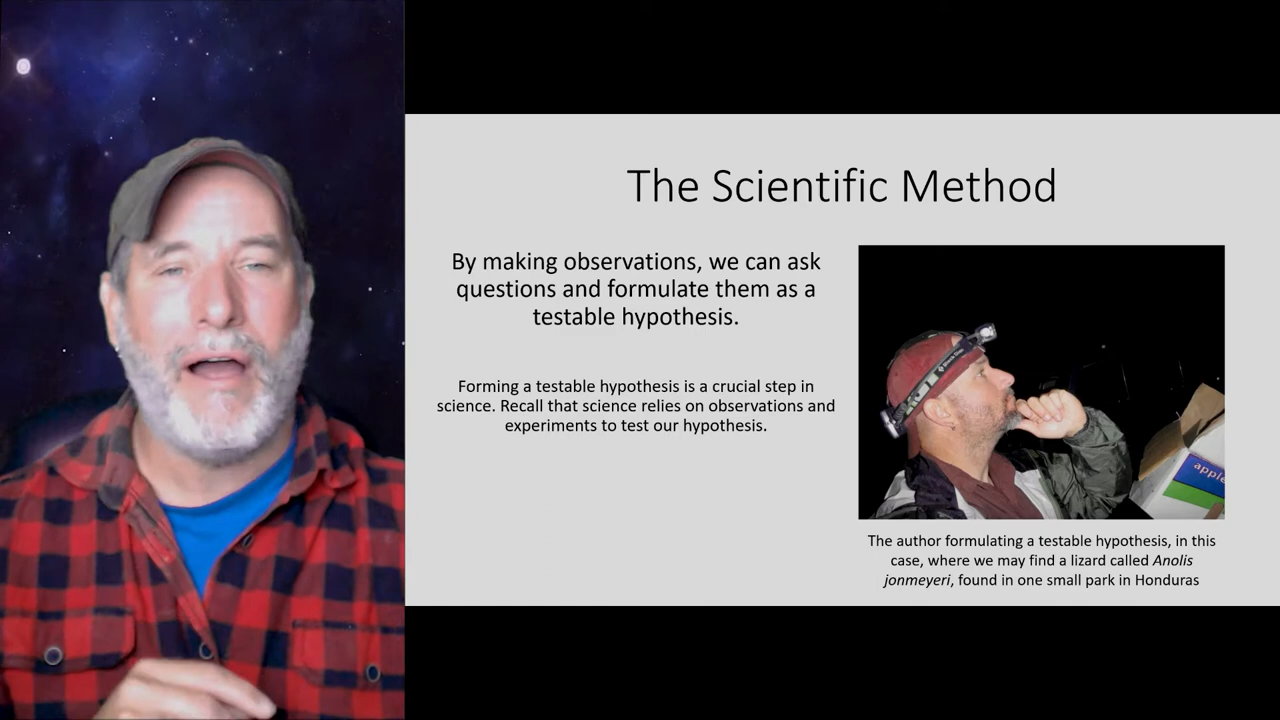 The Scientific Method
By making observations, we can ask
questions and formulate them as a
testable hypothesis.
Forming a testable hypothesis is a crucial step in
science. Recall that science relies on observations and
experiments to test our hypothesis.
apple
The author formulating a testable hypothesis, in this
case, where we may find a lizard called Anolis
jonmeyeri, found in one small park in Honduras